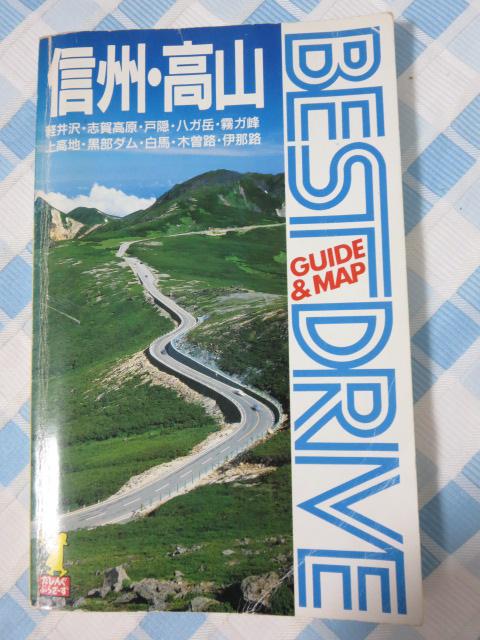 信州・高山
軽井沢・志賀高原・戸隠・八ガ岳・霧ガ峰
上高地・黒部ダム・白馬・木曽路・伊那路
BEST DRIVE
GUIDE
& MAP